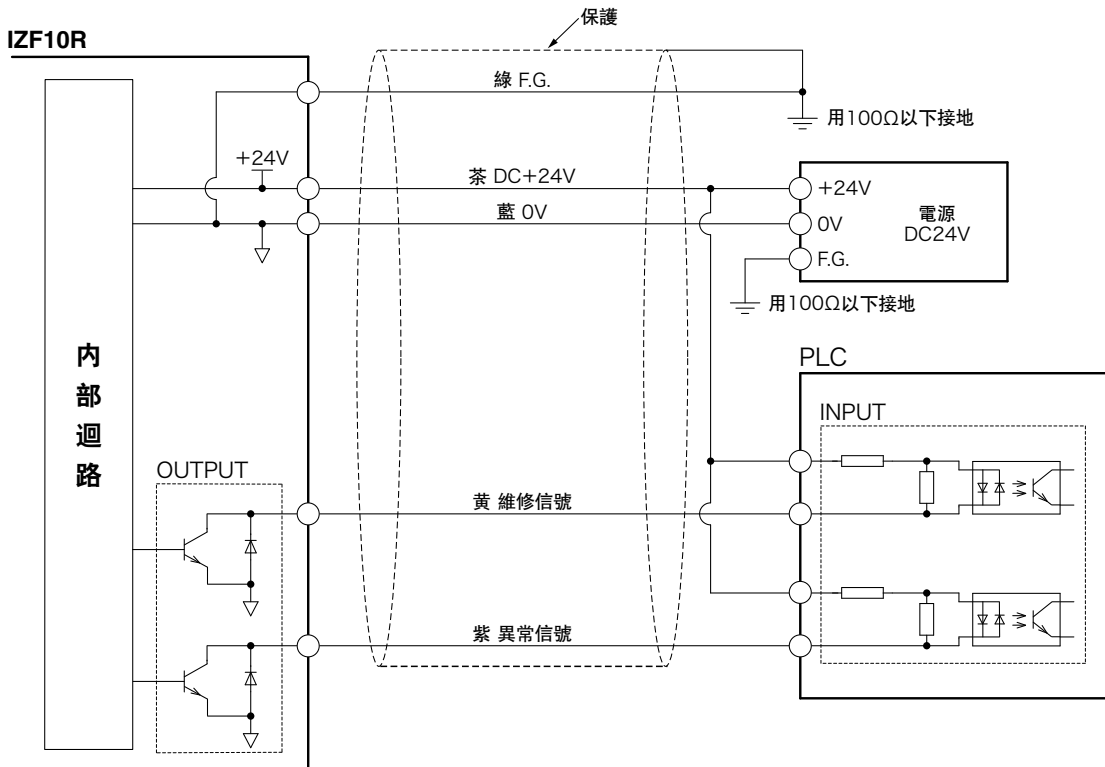 保護
IZF10R
綠 F.G.
用100Ω以下接地
+24V
茶 DC+24V
+24V
藍 0V
0V
電源
DC24V
F.G.
用100Ω以下接地
内部迴路
PLC
INPUT
OUTPUT
黄 維修信號
紫 異常信號